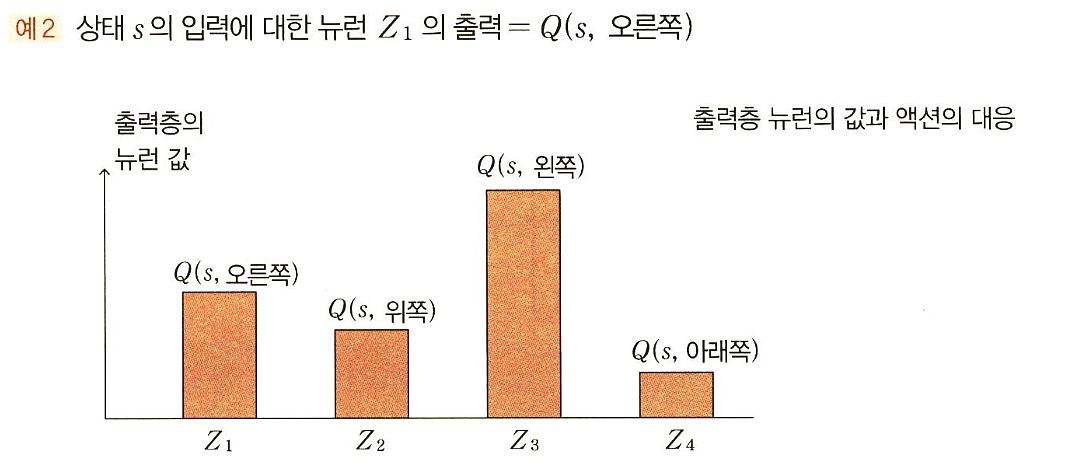 예 2 상태 s의 입력에 대한 뉴런 Z₁의 출력 = Q(s, 오른쪽)
출력층의
뉴런 값
출력층 뉴런의 값과 액션의 대응
Q(s, 왼쪽)
Q(s, 오른쪽)
Q(s, 위쪽)
Q(s, 아래쪽)
Z₁ Z₂ Z₃ Z₄